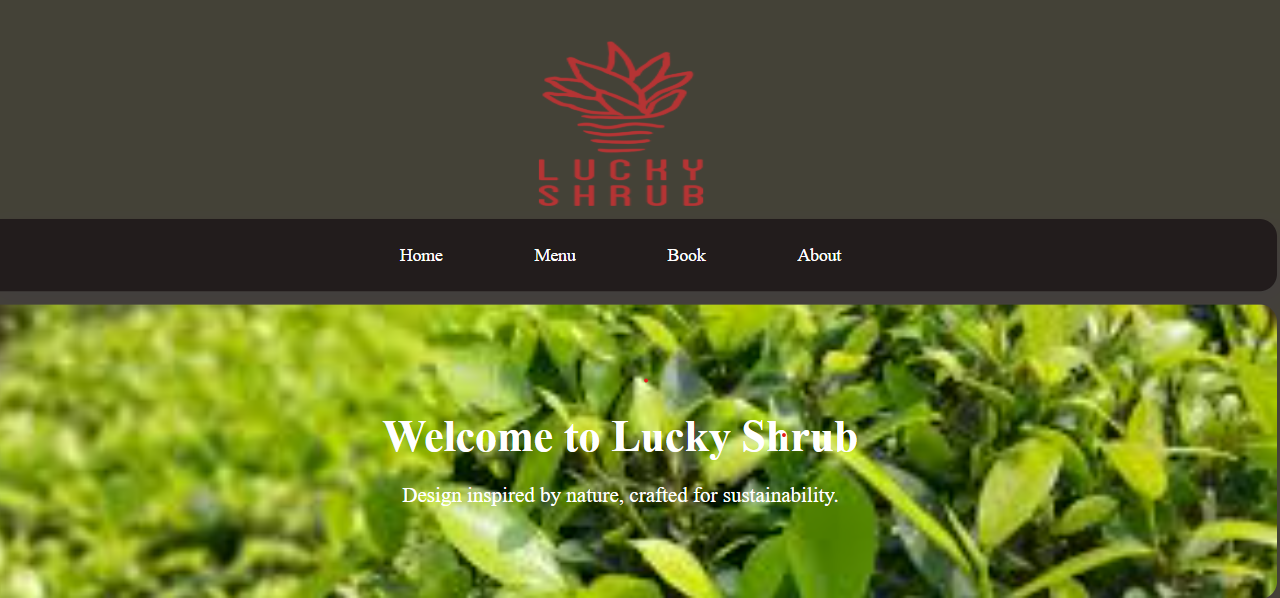 LUCKY
SHRUB
Home Menu Book About
Welcome to Lucky Shrub
Design inspired by nature, crafted for sustainability.